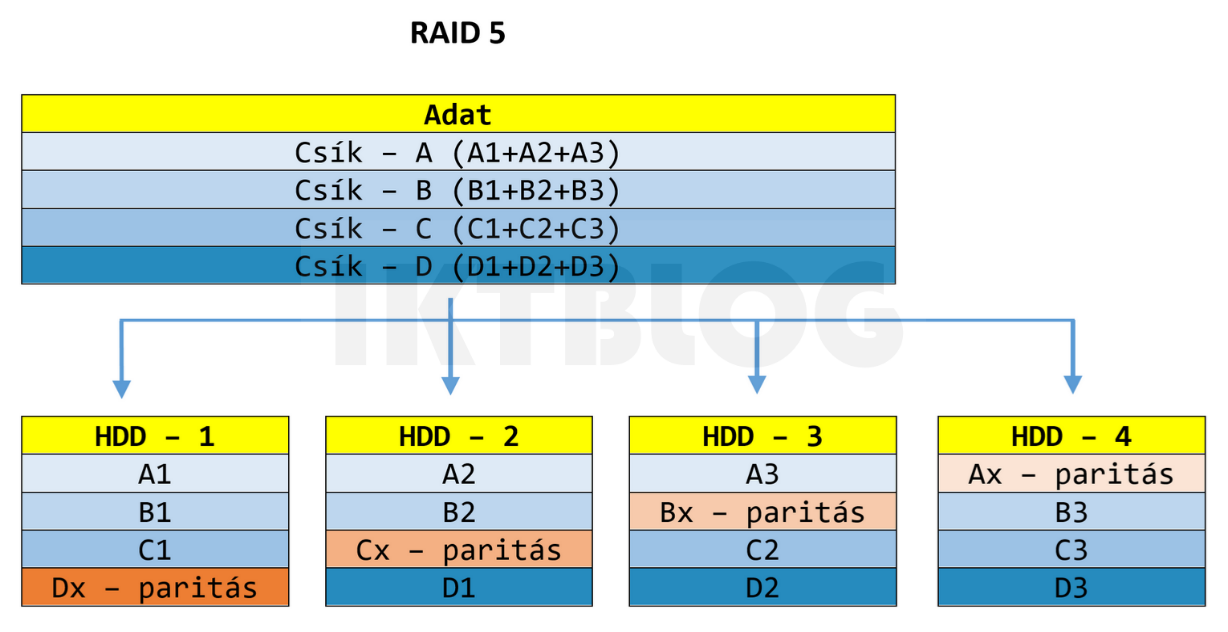 RAID 5
Adat
Csík – A (A1+A2+A3)
Csík – B (B1+B2+B3)
Csík – C (C1+C2+C3)
Csík – D (D1+D2+D3)
IKTBLOG
HDD – 1
A1
B1
C1
Dx – paritás
HDD – 2
A2
B2
Cx – paritás
D1
HDD – 3
A3
Bx – paritás
C2
D2
HDD – 4
Ax – paritás
B3
C3
D3